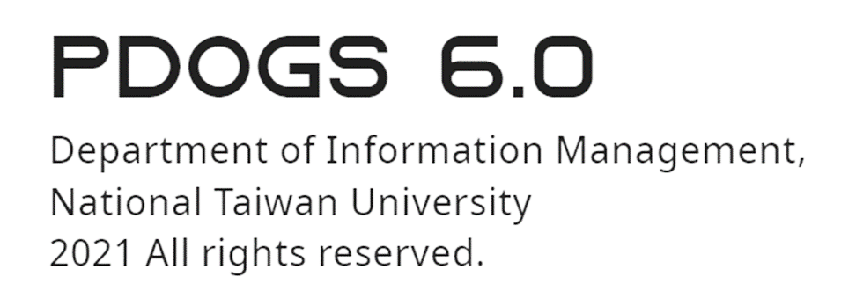 PDOGS 6.0
Department of Information Management,
National Taiwan University
2021 All rights reserved.